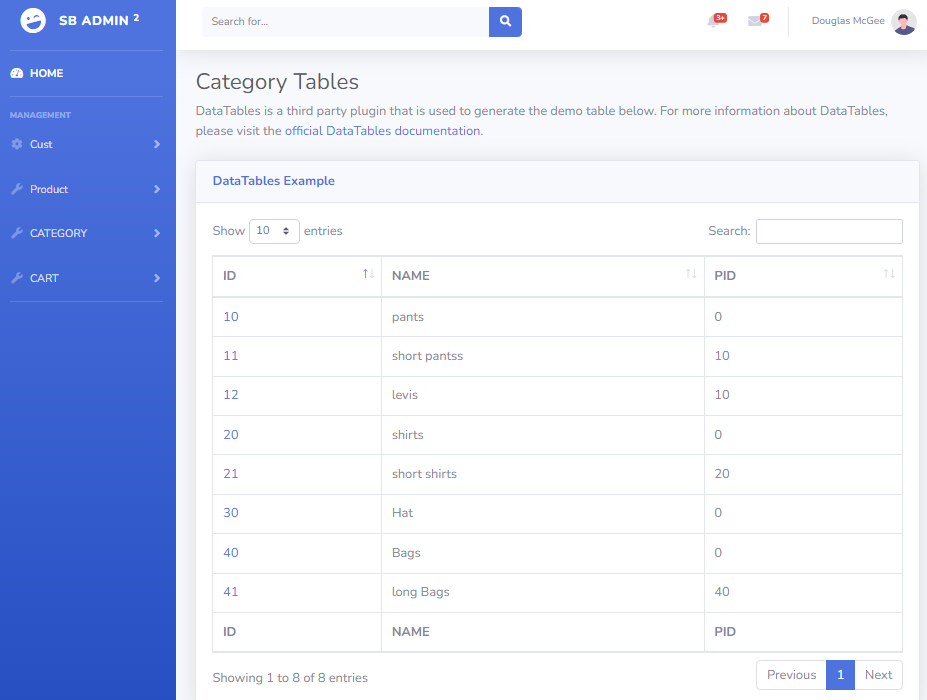 SB ADMIN 2
Search for...
3+
7
Douglas McGee
HOME
MANAGEMENT
Cust
Product
CATEGORY
CART
Category Tables
DataTables is a third party plugin that is used to generate the demo table below. For more information about DataTables,
please visit the official DataTables documentation.
DataTables Example
Show 10 entries
Search:
ID NAME PID
10 pants 0
11 short pantss 10
12 levis 10
20 shirts 0
21 short shirts 20
30 Hat 0
40 Bags 0
41 long Bags 40
ID NAME PID
Showing 1 to 8 of 8 entries
Previous 1 Next